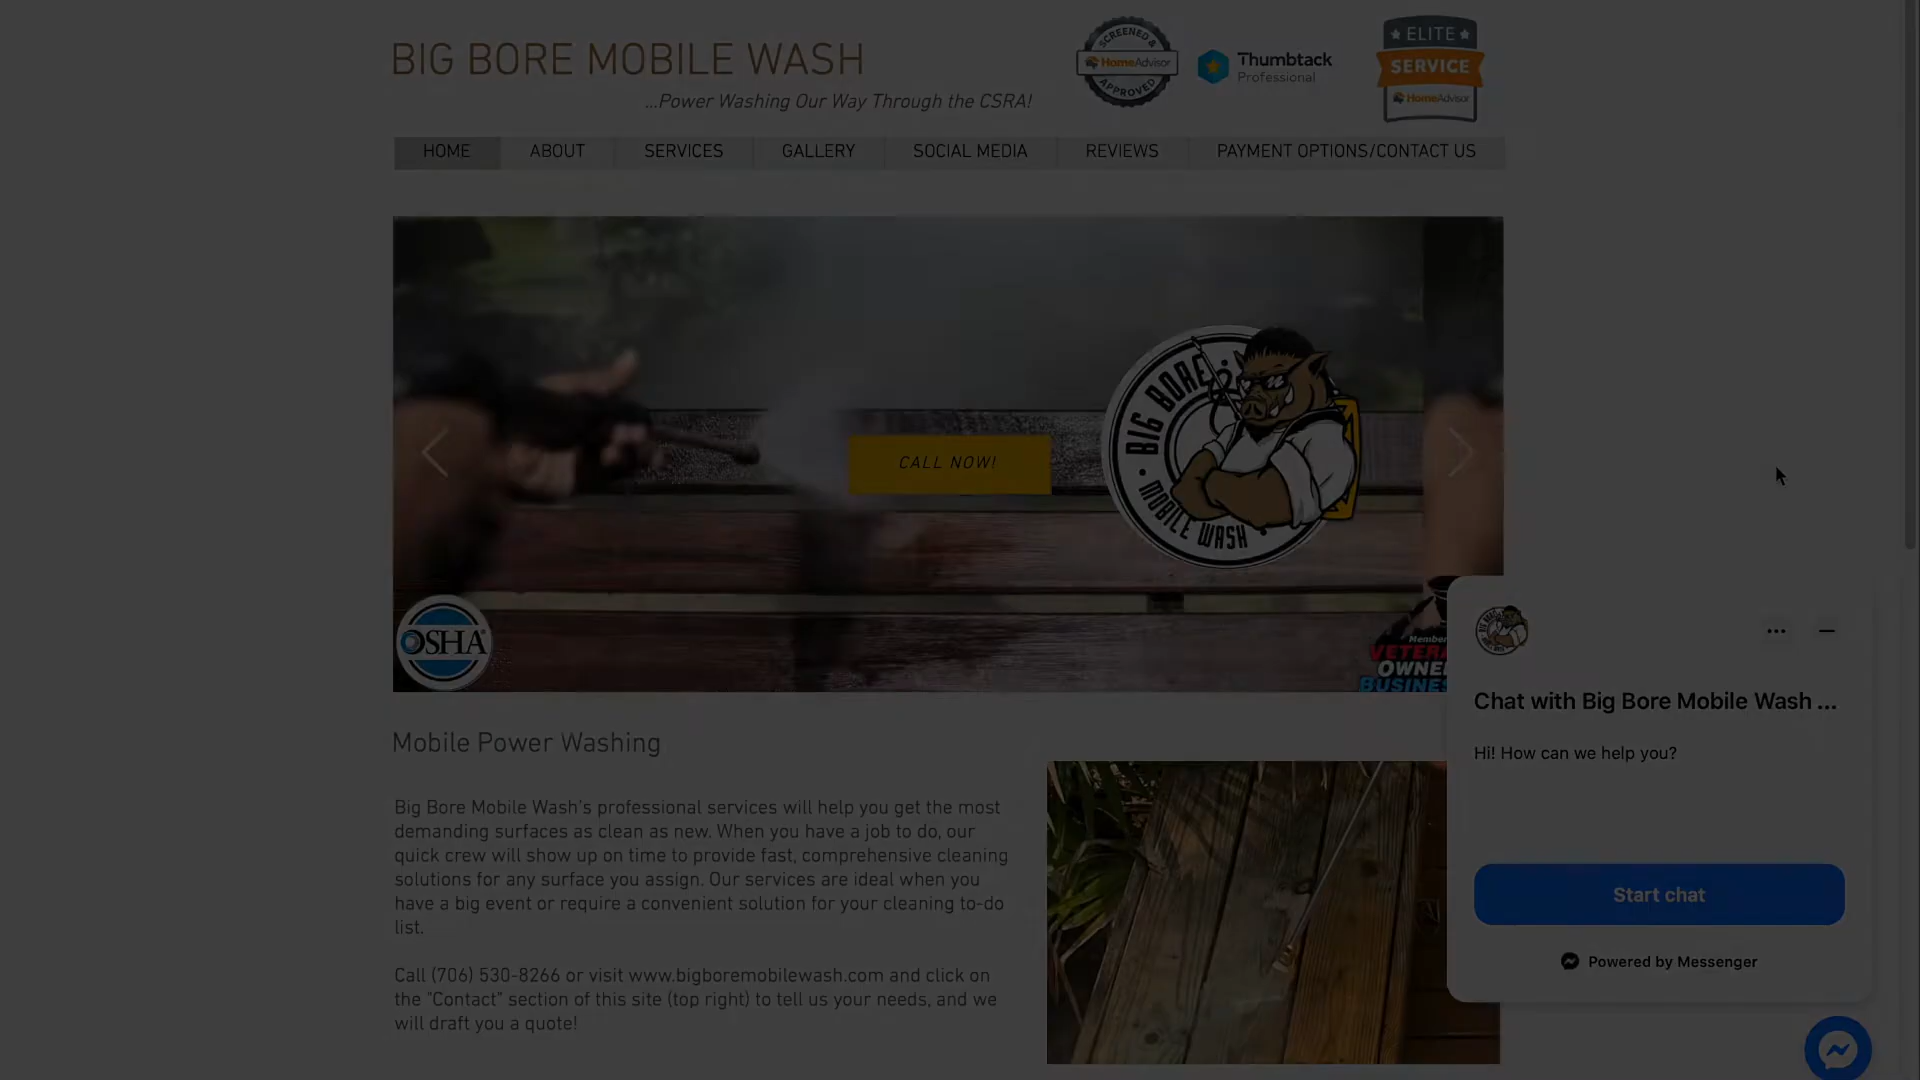 BIG BORE MOBILE WASH
...Power Washing Our Way Through the CSRA!
SCREENED &
HomeAdvisor
APPROVED
Thumbtack
Professional
ELITE
SERVICE
HomeAdvisor
HOME
ABOUT
SERVICES
GALLERY
SOCIAL MEDIA
REVIEWS
PAYMENT OPTIONS/CONTACT US
CALL NOW!
BIG BORE
MOBILE WASH
OSHA
Member
VETERA
OWNE
BUSINES
Mobile Power Washing
Big Bore Mobile Wash's professional services will help you get the most
demanding surfaces as clean as new. When you have a job to do, our
quick crew will show up on time to provide fast, comprehensive cleaning
solutions for any surface you assign. Our services are ideal when you
have a big event or require a convenient solution for your cleaning to-do
list.
Call (706) 530-8266 or visit www.bigboremobilewash.com and click on
the "Contact" section of this site (top right) to tell us your needs, and we
will draft you a quote!
Chat with Big Bore Mobile Wash ...
Hi! How can we help you?
Start chat
Powered by Messenger